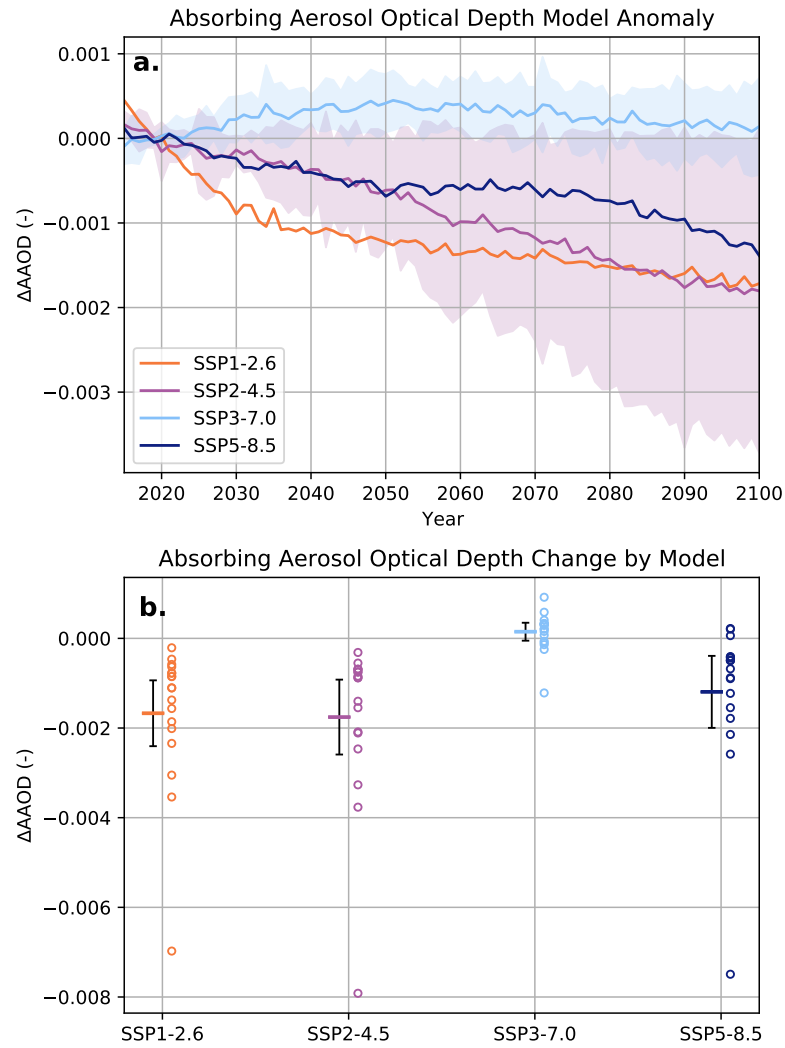 Absorbing Aerosol Optical Depth Model Anomaly
a.
0.001
0.000
−0.001
−0.002
−0.003
ΔAAOD (-)
SSP1-2.6
SSP2-4.5
SSP3-7.0
SSP5-8.5
2020 2030 2040 2050 2060 2070 2080 2090 2100
Year
Absorbing Aerosol Optical Depth Change by Model
b.
0.000
−0.002
−0.004
−0.006
−0.008
ΔAAOD (-)
SSP1-2.6 SSP2-4.5 SSP3-7.0 SSP5-8.5